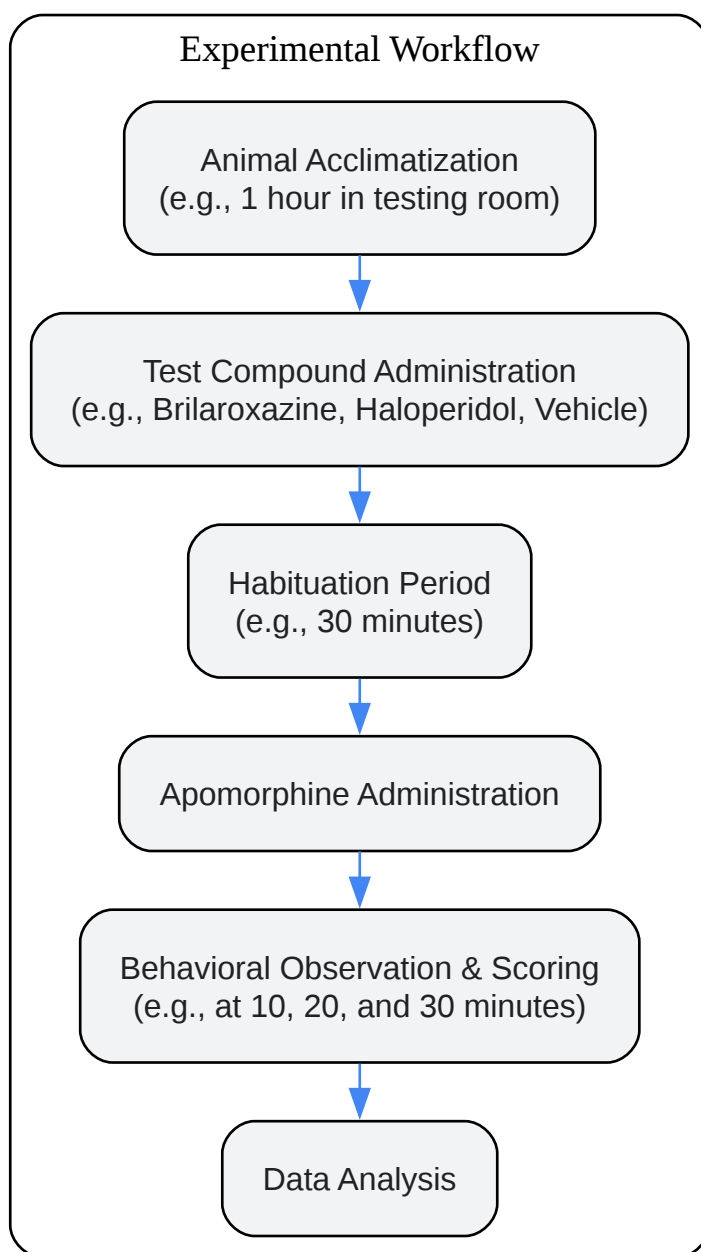 Experimental Workflow
Animal Acclimatization
(e.g., 1 hour in testing room)
Test Compound Administration
(e.g., Brilaroxazine, Haloperidol, Vehicle)
Habituation Period
(e.g., 30 minutes)
Apomorphine Administration
Behavioral Observation & Scoring
(e.g., at 10, 20, and 30 minutes)
Data Analysis